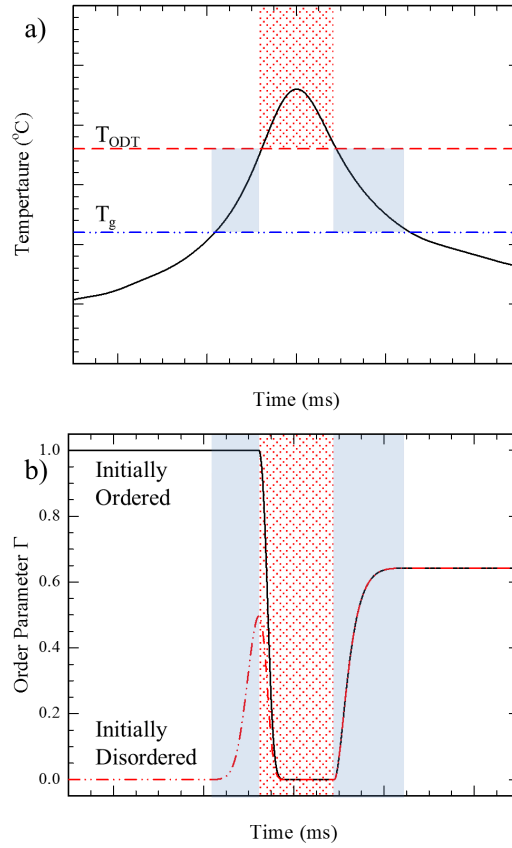 a)
T_ODT
T_g
Tempertaure (°C)
Time (ms)
b)
1.0
0.8
0.6
0.4
0.2
0.0
Initially
Ordered
Initially
Disordered
Order Parameter Γ
Time (ms)